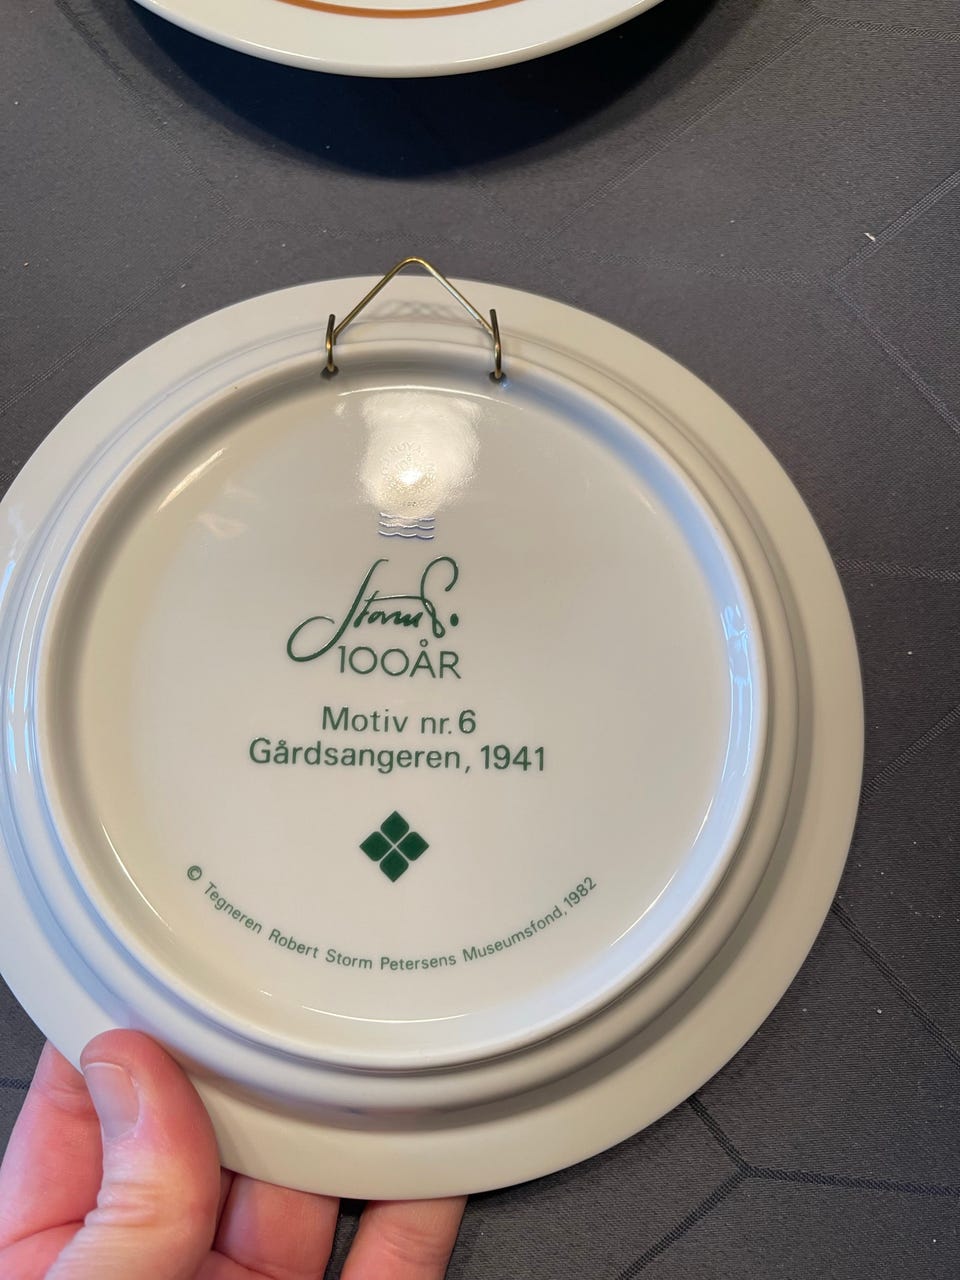 Storm P.
100ÅR
Motiv nr. 6
Gårdsangeren, 1941
© Tegneren Robert Storm Petersens Museumsfond, 1982